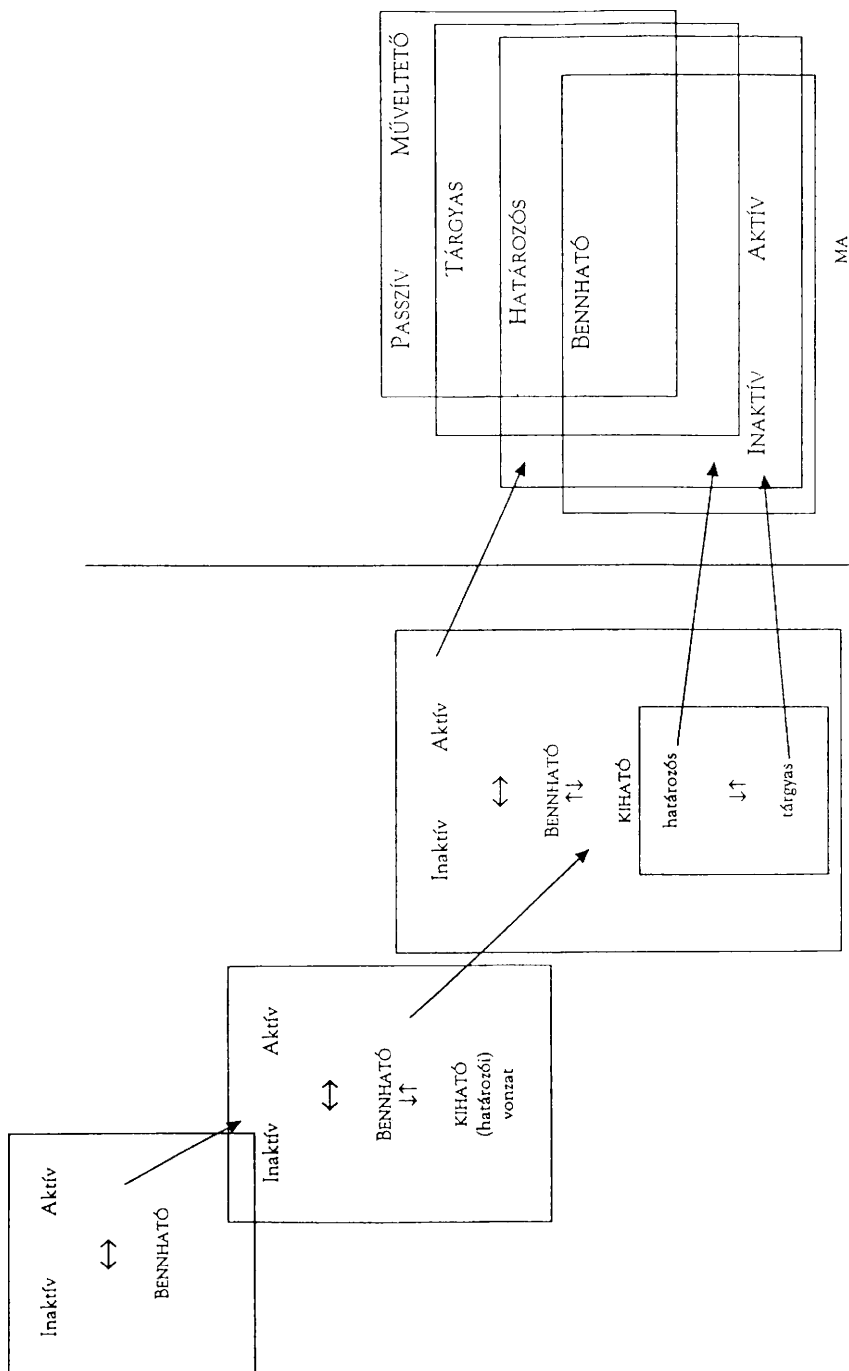 Inaktív Aktív
↔
BENNHATÓ
Inaktív Aktív
↔
BENNHATÓ
↓↑
KIHATÓ
(határozói)
vonzat
Inaktív Aktív
↔
BENNHATÓ
↑↓
KIHATÓ
határozós
↓↑
tárgyas
PASSZÍV MŰVELTETŐ
TÁRGYAS
HATÁROZÓS
BENNHATÓ
INAKTÍV AKTÍV
MA